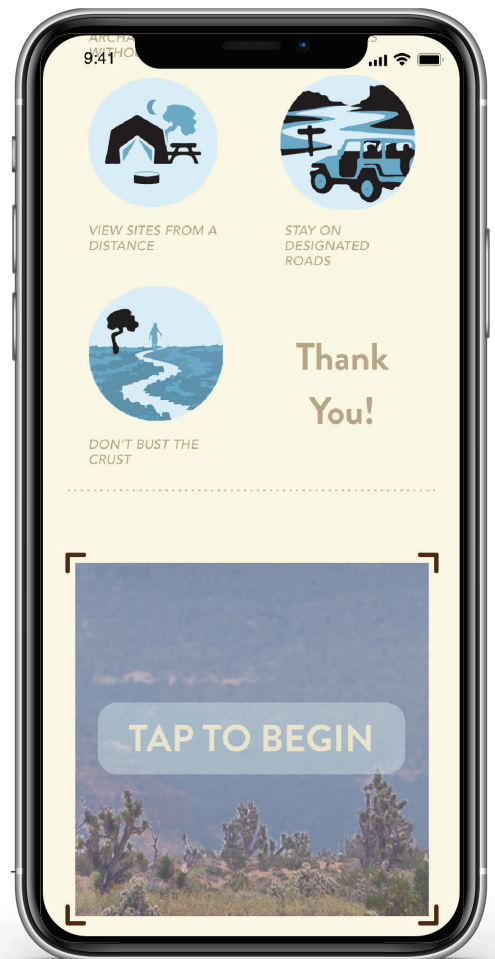 9:41
VIEW SITES FROM A
DISTANCE
STAY ON
DESIGNATED
ROADS
DON'T BUST THE
CRUST
Thank
You!
TAP TO BEGIN